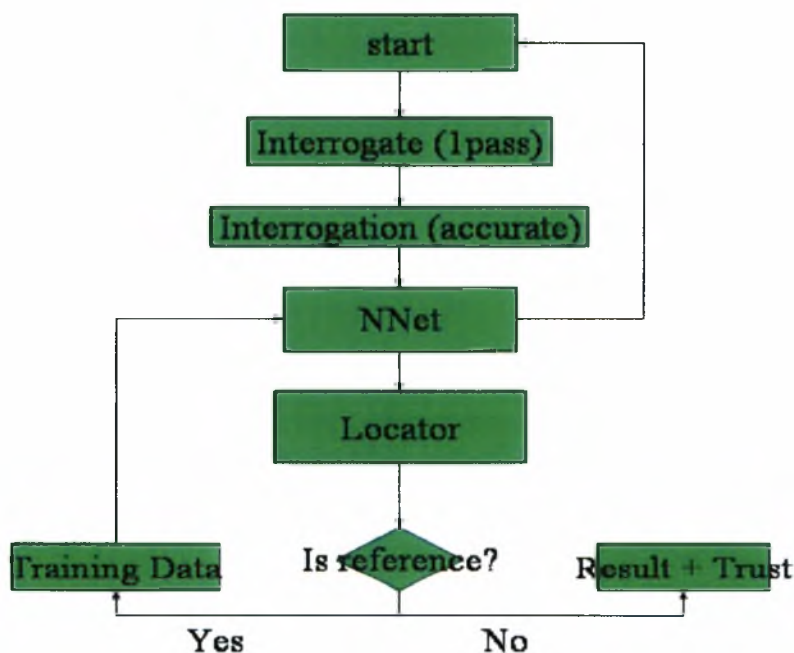 start
Interrogate (1pass)
Interrogation (accurate)
NNet
Locator
Training Data
Is reference?
Result + Trust
Yes
No